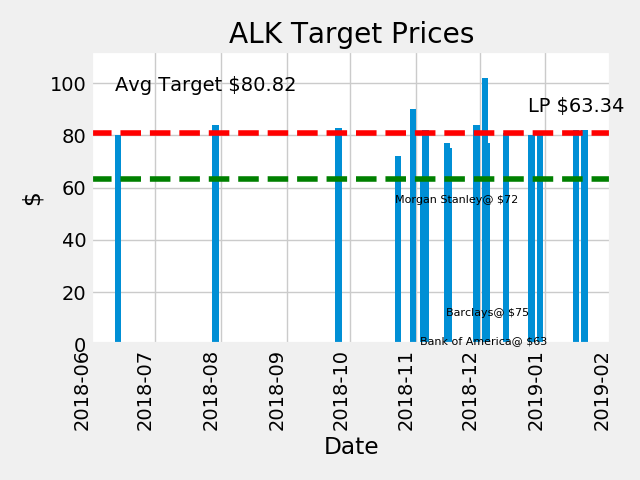 ALK Target Prices
Avg Target $80.82
LP $63.34
Morgan Stanley@ $72
Barclays@ $75
Bank of America@ $63
$
100
80
60
40
20
0
2018-06
2018-07
2018-08
2018-09
2018-10
2018-11
2018-12
2019-01
2019-02
Date